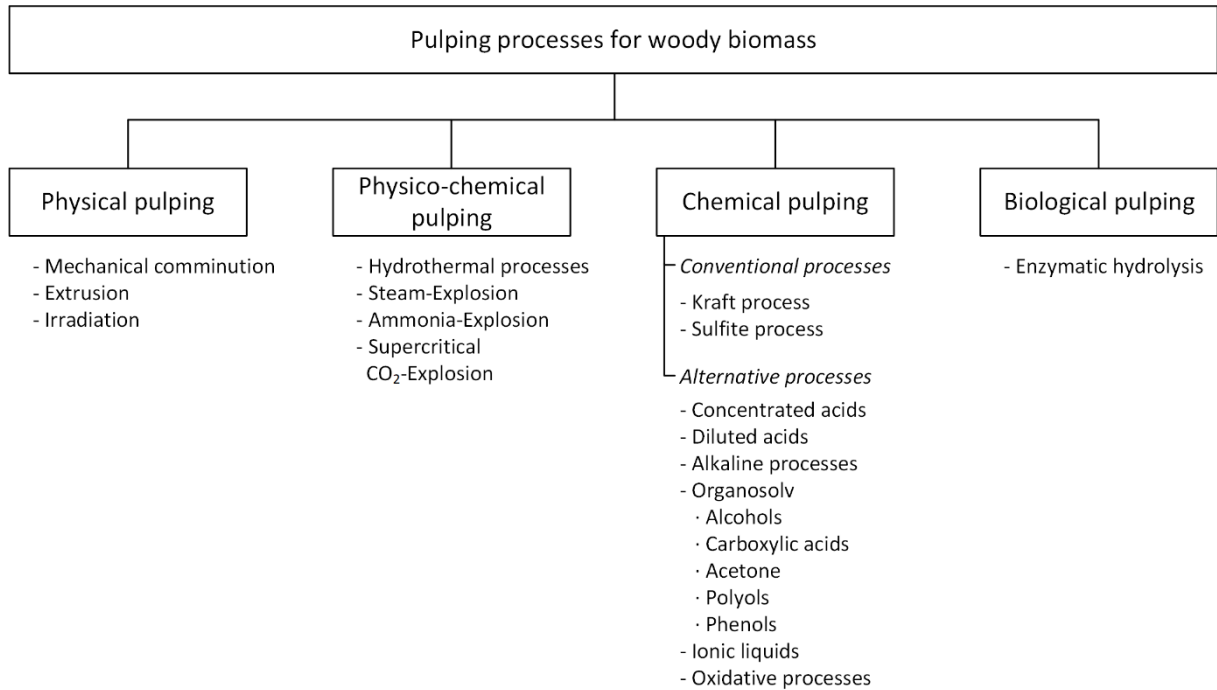 Pulping processes for woody biomass
Physical pulping
- Mechanical comminution
- Extrusion
- Irradiation
Physico-chemical
pulping
- Hydrothermal processes
- Steam-Explosion
- Ammonia-Explosion
- Supercritical
CO₂-Explosion
Chemical pulping
Conventional processes
- Kraft process
- Sulfite process
Alternative processes
- Concentrated acids
- Diluted acids
- Alkaline processes
- Organosolv
· Alcohols
· Carboxylic acids
· Acetone
· Polyols
· Phenols
- Ionic liquids
- Oxidative processes
Biological pulping
- Enzymatic hydrolysis